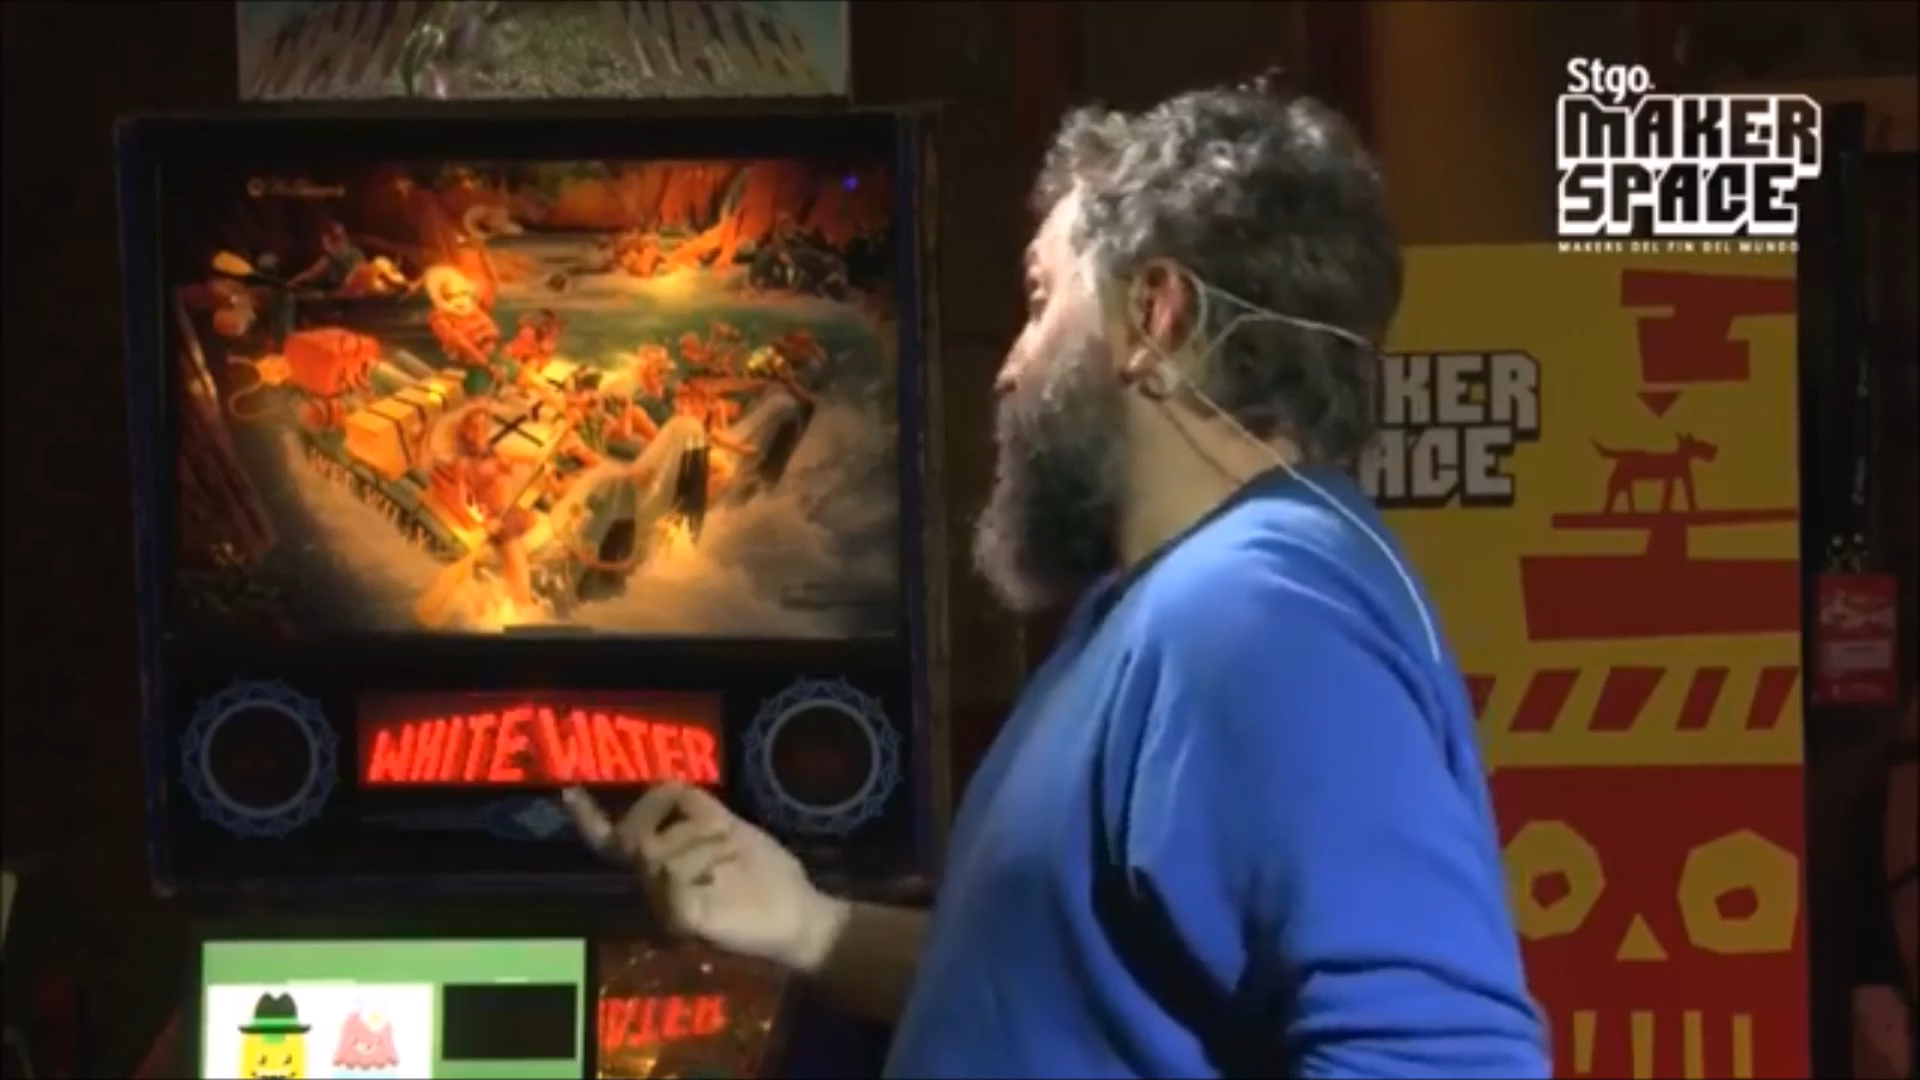 Stgo.
MAKER
SPACE
MAKERS DEL FIN DEL MUNDO
KER
ACE
WHITE WATER